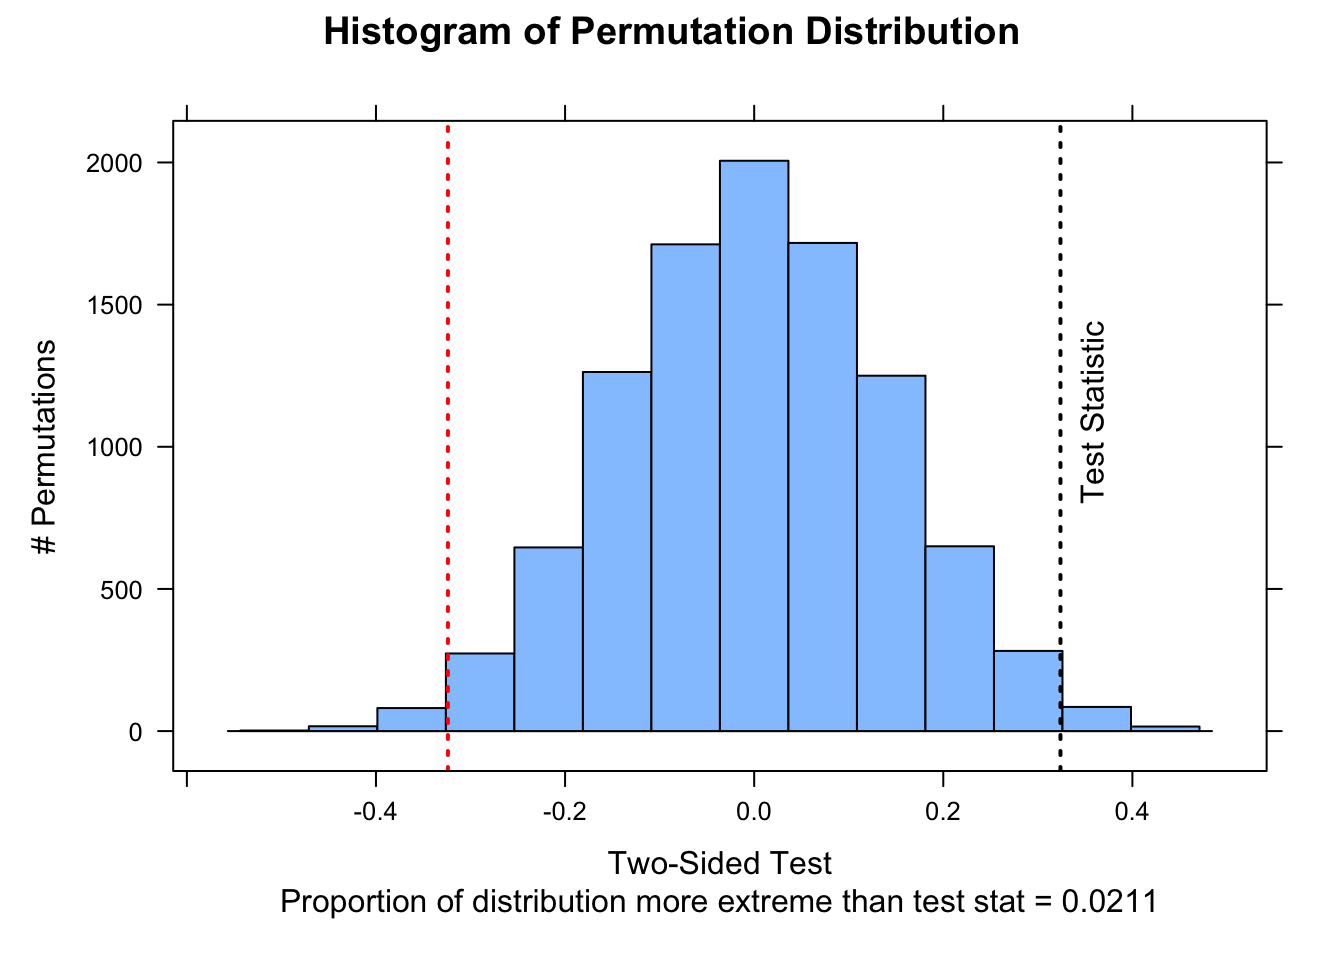 Histogram of Permutation Distribution
2000
1500
1000
500
0
# Permutations
Test Statistic
-0.4
-0.2
0.0
0.2
0.4
Two-Sided Test
Proportion of distribution more extreme than test stat = 0.0211